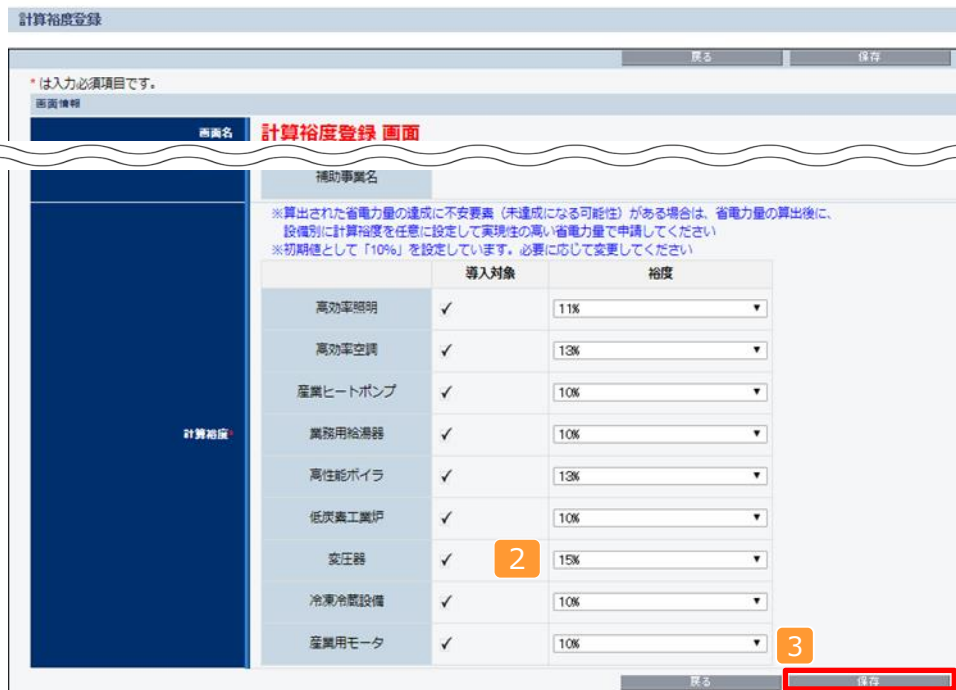 計算裕度登録
戻る 保存
* は入力必須項目です。
画面情報
画面名 計算裕度登録 画面
補助事業名
※算出された省電力量の達成に不安要素（未達成になる可能性）がある場合は、省電力量の算出後に、
設備別に計算裕度を任意に設定して実現性の高い省電力量で申請してください
※初期値として「10%」を設定しています。必要に応じて変更してください
導入対象 裕度
高効率照明 ✓ 11% ▼
高効率空調 ✓ 13% ▼
産業ヒートポンプ ✓ 10% ▼
計算裕度* 業務用給湯器 ✓ 10% ▼
高性能ボイラ ✓ 13% ▼
低炭素工業炉 ✓ 10% ▼
変圧器 ✓ 2 15% ▼
冷凍冷蔵設備 ✓ 10% ▼
産業用モータ ✓ 10% ▼ 3
戻る 保存